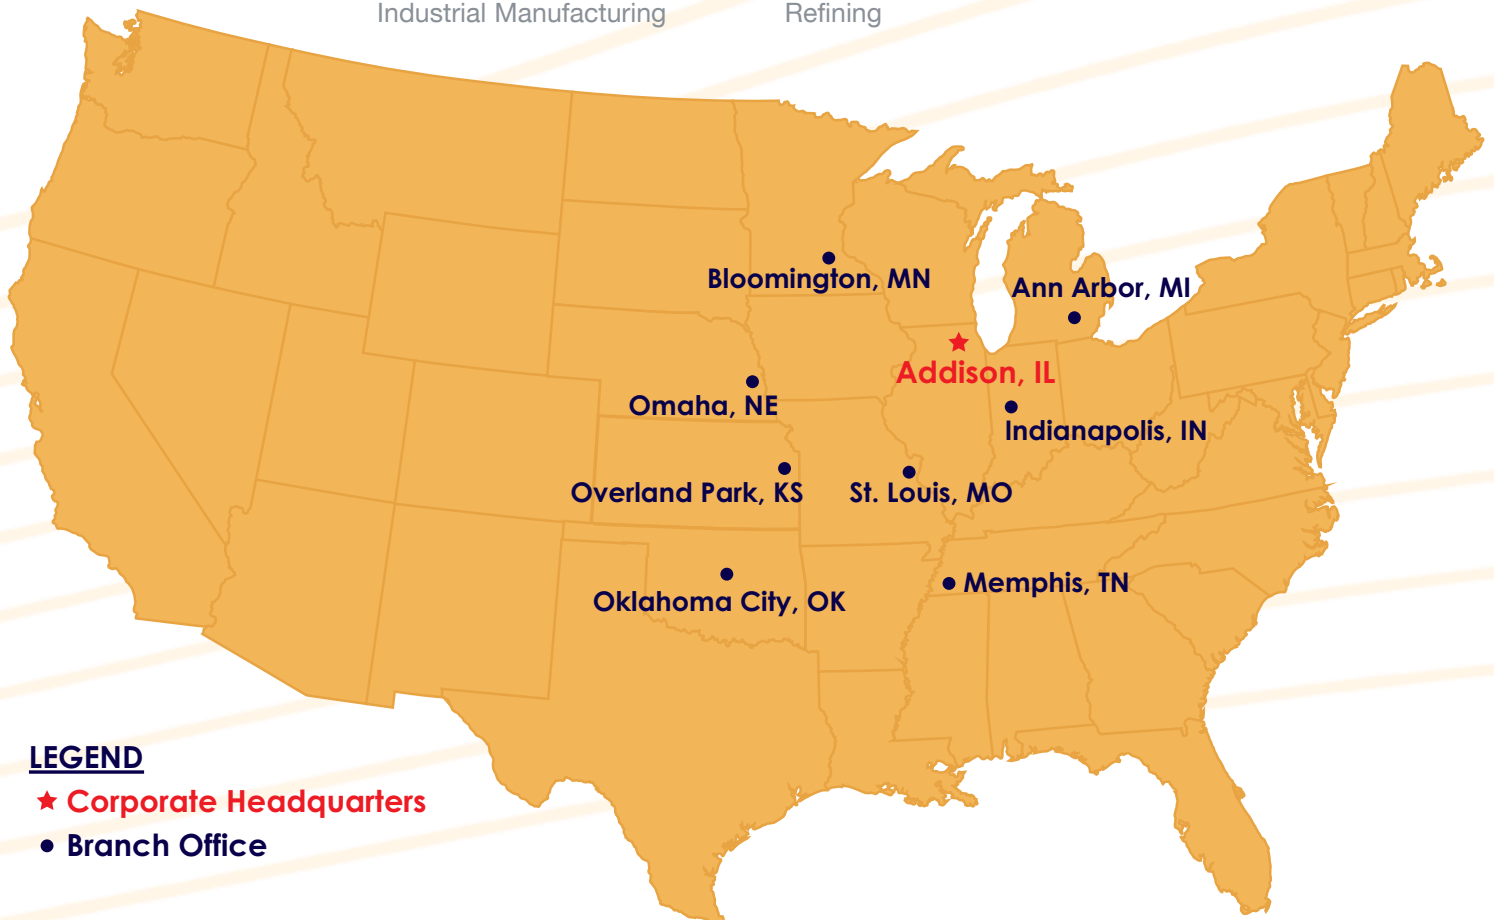 Industrial Manufacturing
Refining
Bloomington, MN
Ann Arbor, MI
Addison, IL
Omaha, NE
Indianapolis, IN
Overland Park, KS
St. Louis, MO
Memphis, TN
Oklahoma City, OK
LEGEND
Corporate Headquarters
Branch Office